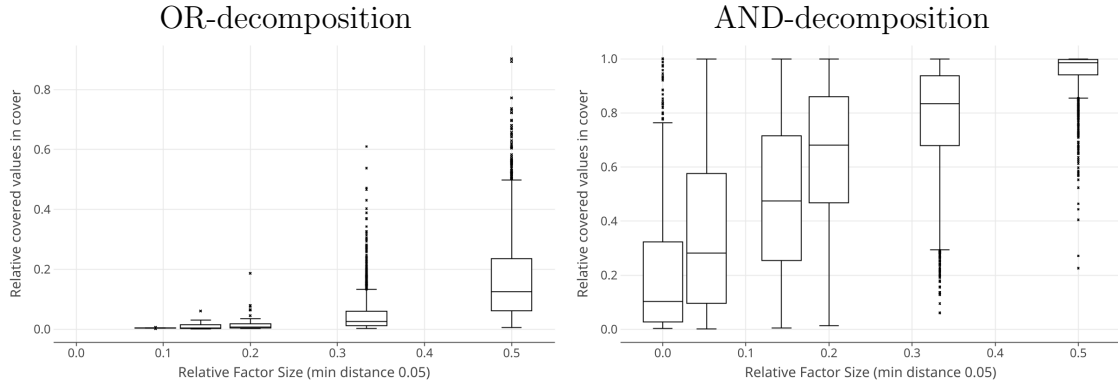 OR-decomposition
Relative covered values in cover
0.8
0.6
0.4
0.2
0.0
0.0 0.1 0.2 0.3 0.4 0.5
Relative Factor Size (min distance 0.05)
AND-decomposition
Relative covered values in cover
1.0
0.8
0.6
0.4
0.2
0.0
0.0 0.1 0.2 0.3 0.4 0.5
Relative Factor Size (min distance 0.05)